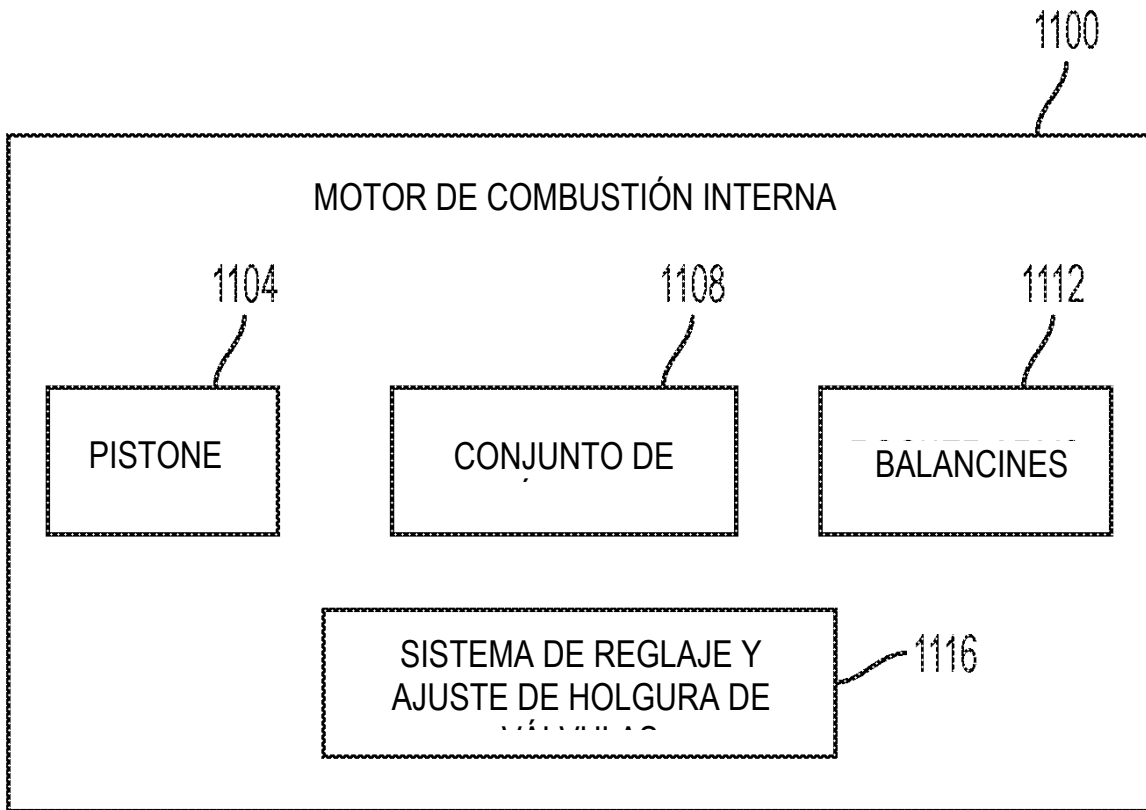 1100
MOTOR DE COMBUSTIÓN INTERNA
1104
1108
1112
PISTONE
CONJUNTO DE
BALANCINES
SISTEMA DE REGLAJE Y
AJUSTE DE HOLGURA DE
1116